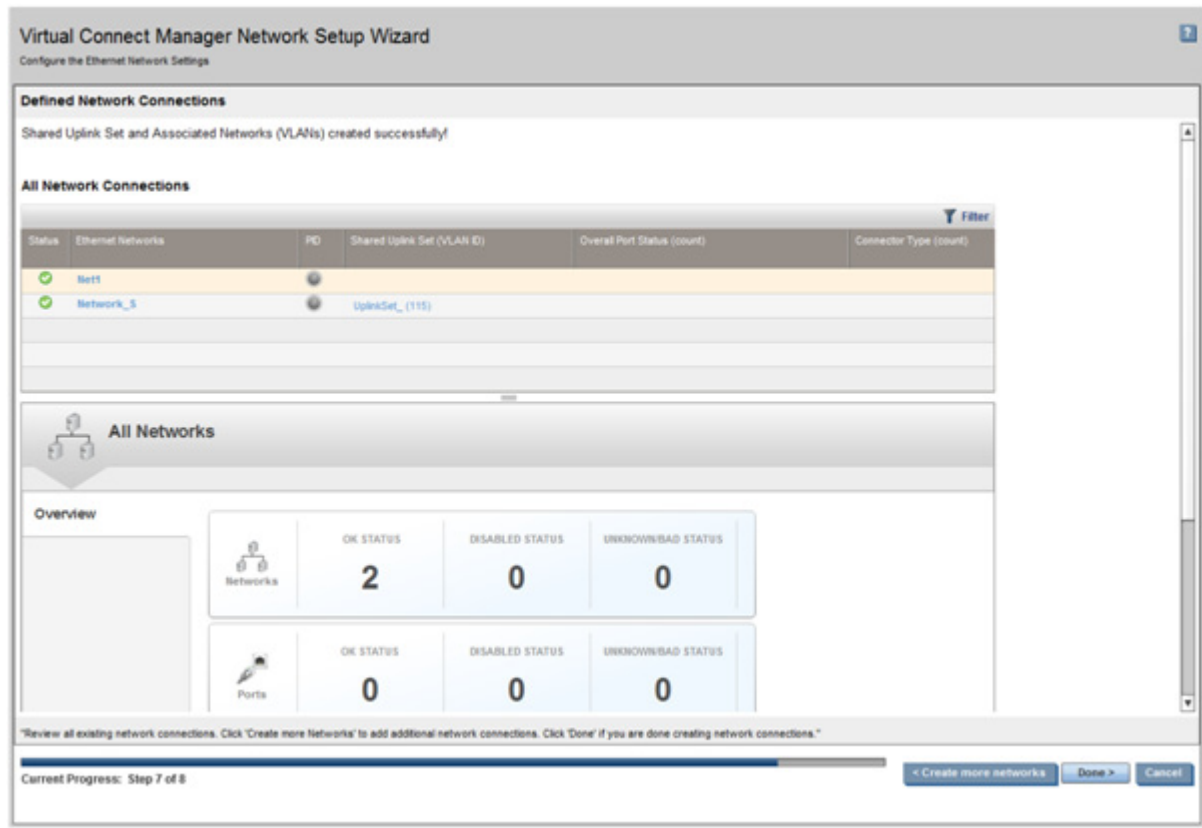 Virtual Connect Manager Network Setup Wizard
?
Configure the Ethernet Network Settings
Defined Network Connections
Shared Uplink Set and Associated Networks (VLANs) created successfully!
All Network Connections
Filter
Status Ethernet Networks PID Shared Uplink Set (VLAN ID) Overall Port Status (count) Connector Type (count)
Net1
Network_5 UplinkSet_ (115)
All Networks
Overview
OK STATUS DISABLED STATUS UNKNOWN/BAD STATUS
Networks 2 0 0
OK STATUS DISABLED STATUS UNKNOWN/BAD STATUS
Ports 0 0 0
"Review all existing network connections. Click 'Create more Networks' to add additional network connections. Click 'Done' if you are done creating network connections."
Current Progress: Step 7 of 8
< Create more networks Done > Cancel